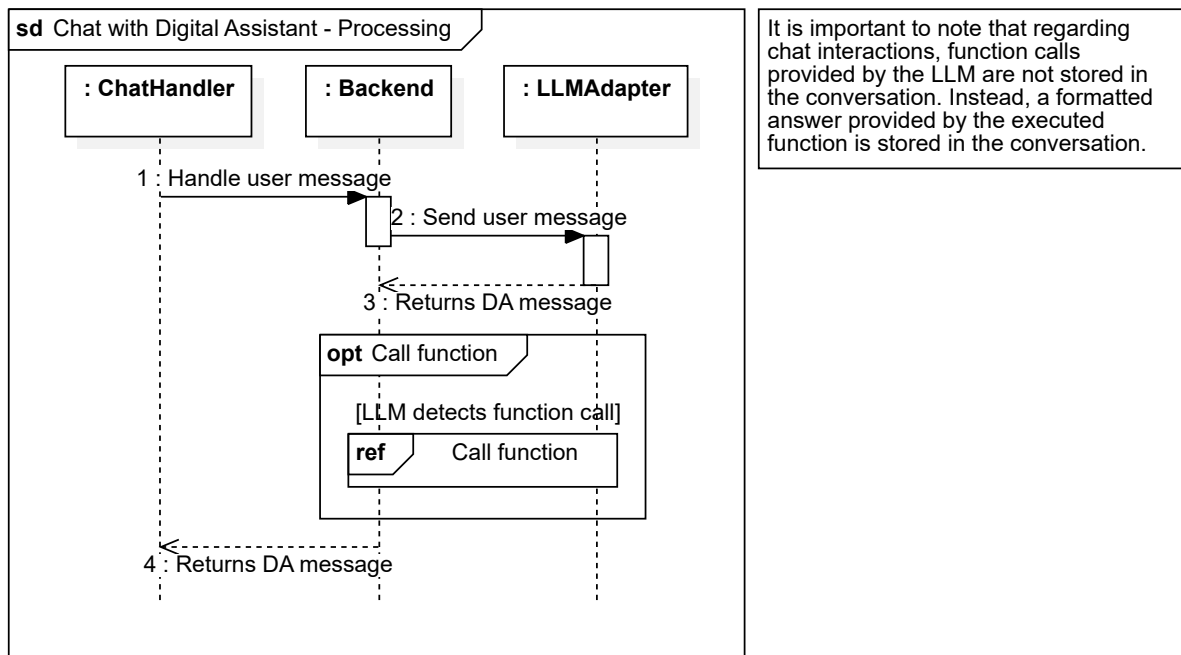 sd Chat with Digital Assistant - Processing
: ChatHandler
: Backend
: LLMAdapter
1 : Handle user message
2 : Send user message
3 : Returns DA message
opt Call function
[LLM detects function call]
ref Call function
4 : Returns DA message
It is important to note that regarding
chat interactions, function calls
provided by the LLM are not stored in
the conversation. Instead, a formatted
answer provided by the executed
function is stored in the conversation.